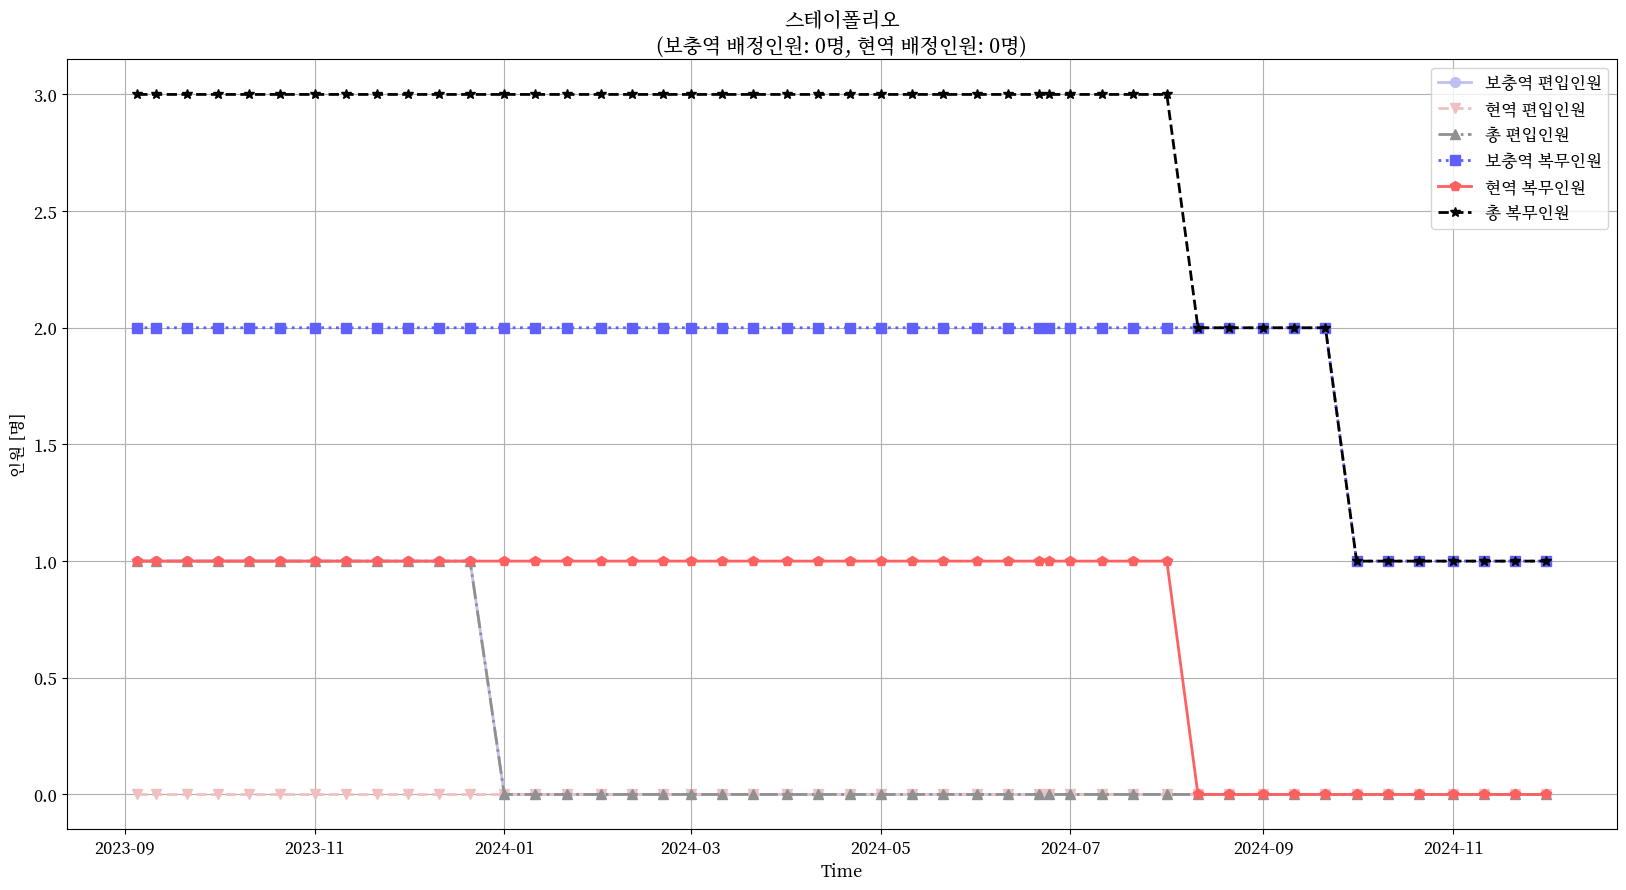 스테이폴리오
(보충역 배정인원: 0명, 현역 배정인원: 0명)
보충역 편입인원
현역 편입인원
총 편입인원
보충역 복무인원
현역 복무인원
총 복무인원
인원 [명]
3.0
2.5
2.0
1.5
1.0
0.5
0.0
2023-09
2023-11
2024-01
2024-03
2024-05
2024-07
2024-09
2024-11
Time